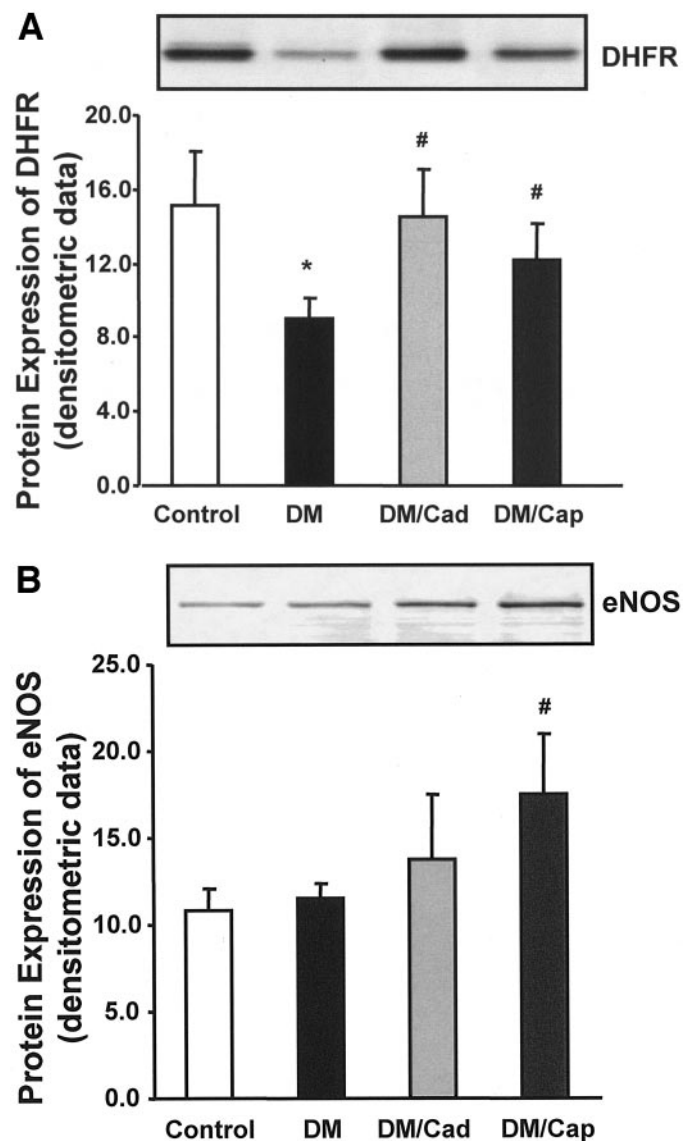 A
DHFR
Protein Expression of DHFR
(densitometric data)
20.0
16.0
12.0
8.0
4.0
0.0
#
#
*
Control DM DM/Cad DM/Cap
B
eNOS
Protein Expression of eNOS
(densitometric data)
25.0
20.0
15.0
10.0
5.0
0.0
#
Control DM DM/Cad DM/Cap